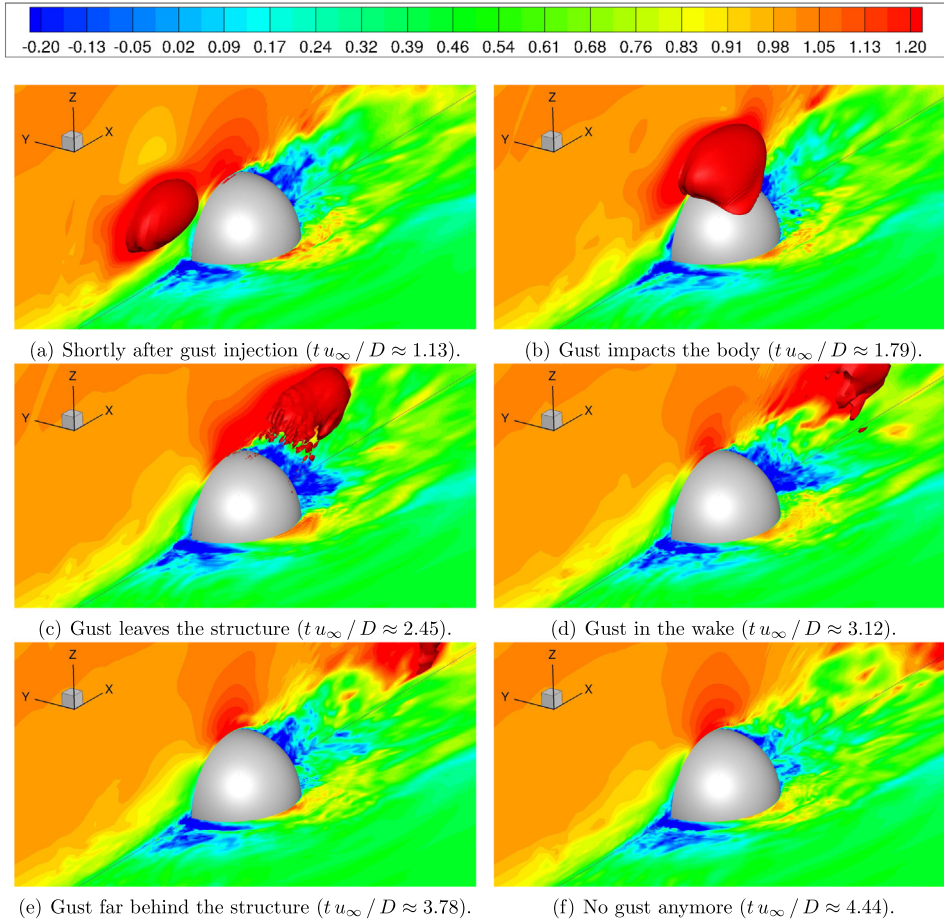 -0.20 -0.13 -0.05 0.02 0.09 0.17 0.24 0.32 0.39 0.46 0.54 0.61 0.68 0.76 0.83 0.91 0.98 1.05 1.13 1.20
Z Y X
Z Y X
(a) Shortly after gust injection (t u∞ / D ≈ 1.13).
(b) Gust impacts the body (t u∞ / D ≈ 1.79).
Z Y X
Z Y X
(c) Gust leaves the structure (t u∞ / D ≈ 2.45).
(d) Gust in the wake (t u∞ / D ≈ 3.12).
Z Y X
Z Y X
(e) Gust far behind the structure (t u∞ / D ≈ 3.78).
(f) No gust anymore (t u∞ / D ≈ 4.44).